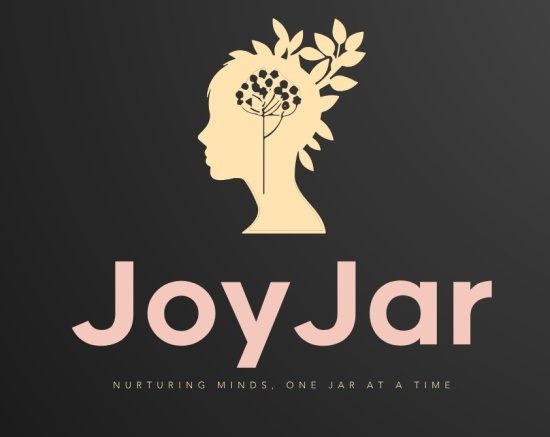 JoyJar
NURTURING MINDS, ONE JAR AT A TIME